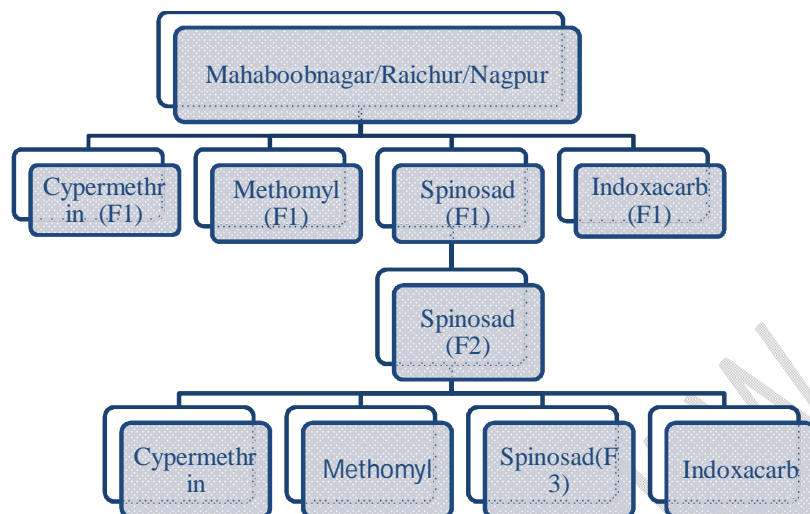 Mahaboobnagar/Raichur/Nagpur
Cypermethr
in (F1)
Methomyl
(F1)
Spinosad
(F1)
Indoxacarb
(F1)
Spinosad
(F2)
Cypermethr
in
Methomyl
Spinosad(F
3)
Indoxacarb